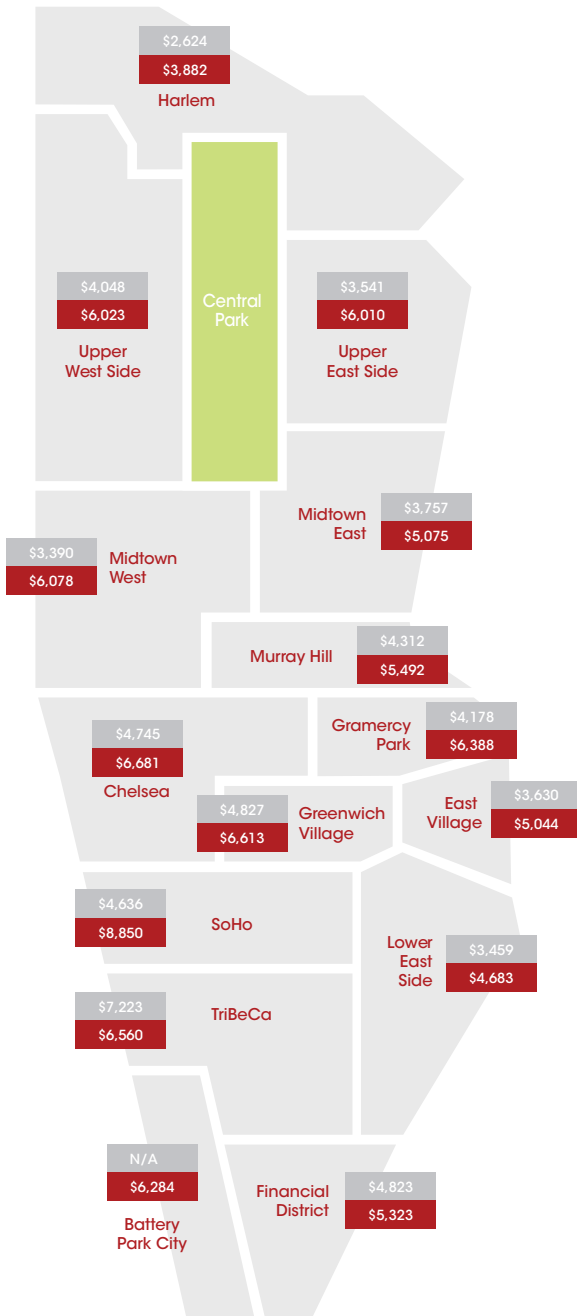 $2,624
$3,882
Harlem
$4,048
$6,023
Upper
West Side
Central
Park
$3,541
$6,010
Upper
East Side
Midtown
East
$3,757
$5,075
$3,390
$6,078
Midtown
West
Murray Hill
$4,312
$5,492
$4,745
$6,681
Chelsea
Gramercy
Park
$4,178
$6,388
$4,827
$6,613
Greenwich
Village
East
Village
$3,630
$5,044
$4,636
$8,850
SoHo
Lower
East
Side
$3,459
$4,683
$7,223
$6,560
TriBeCa
N/A
$6,284
Battery
Park City
Financial
District
$4,823
$5,323